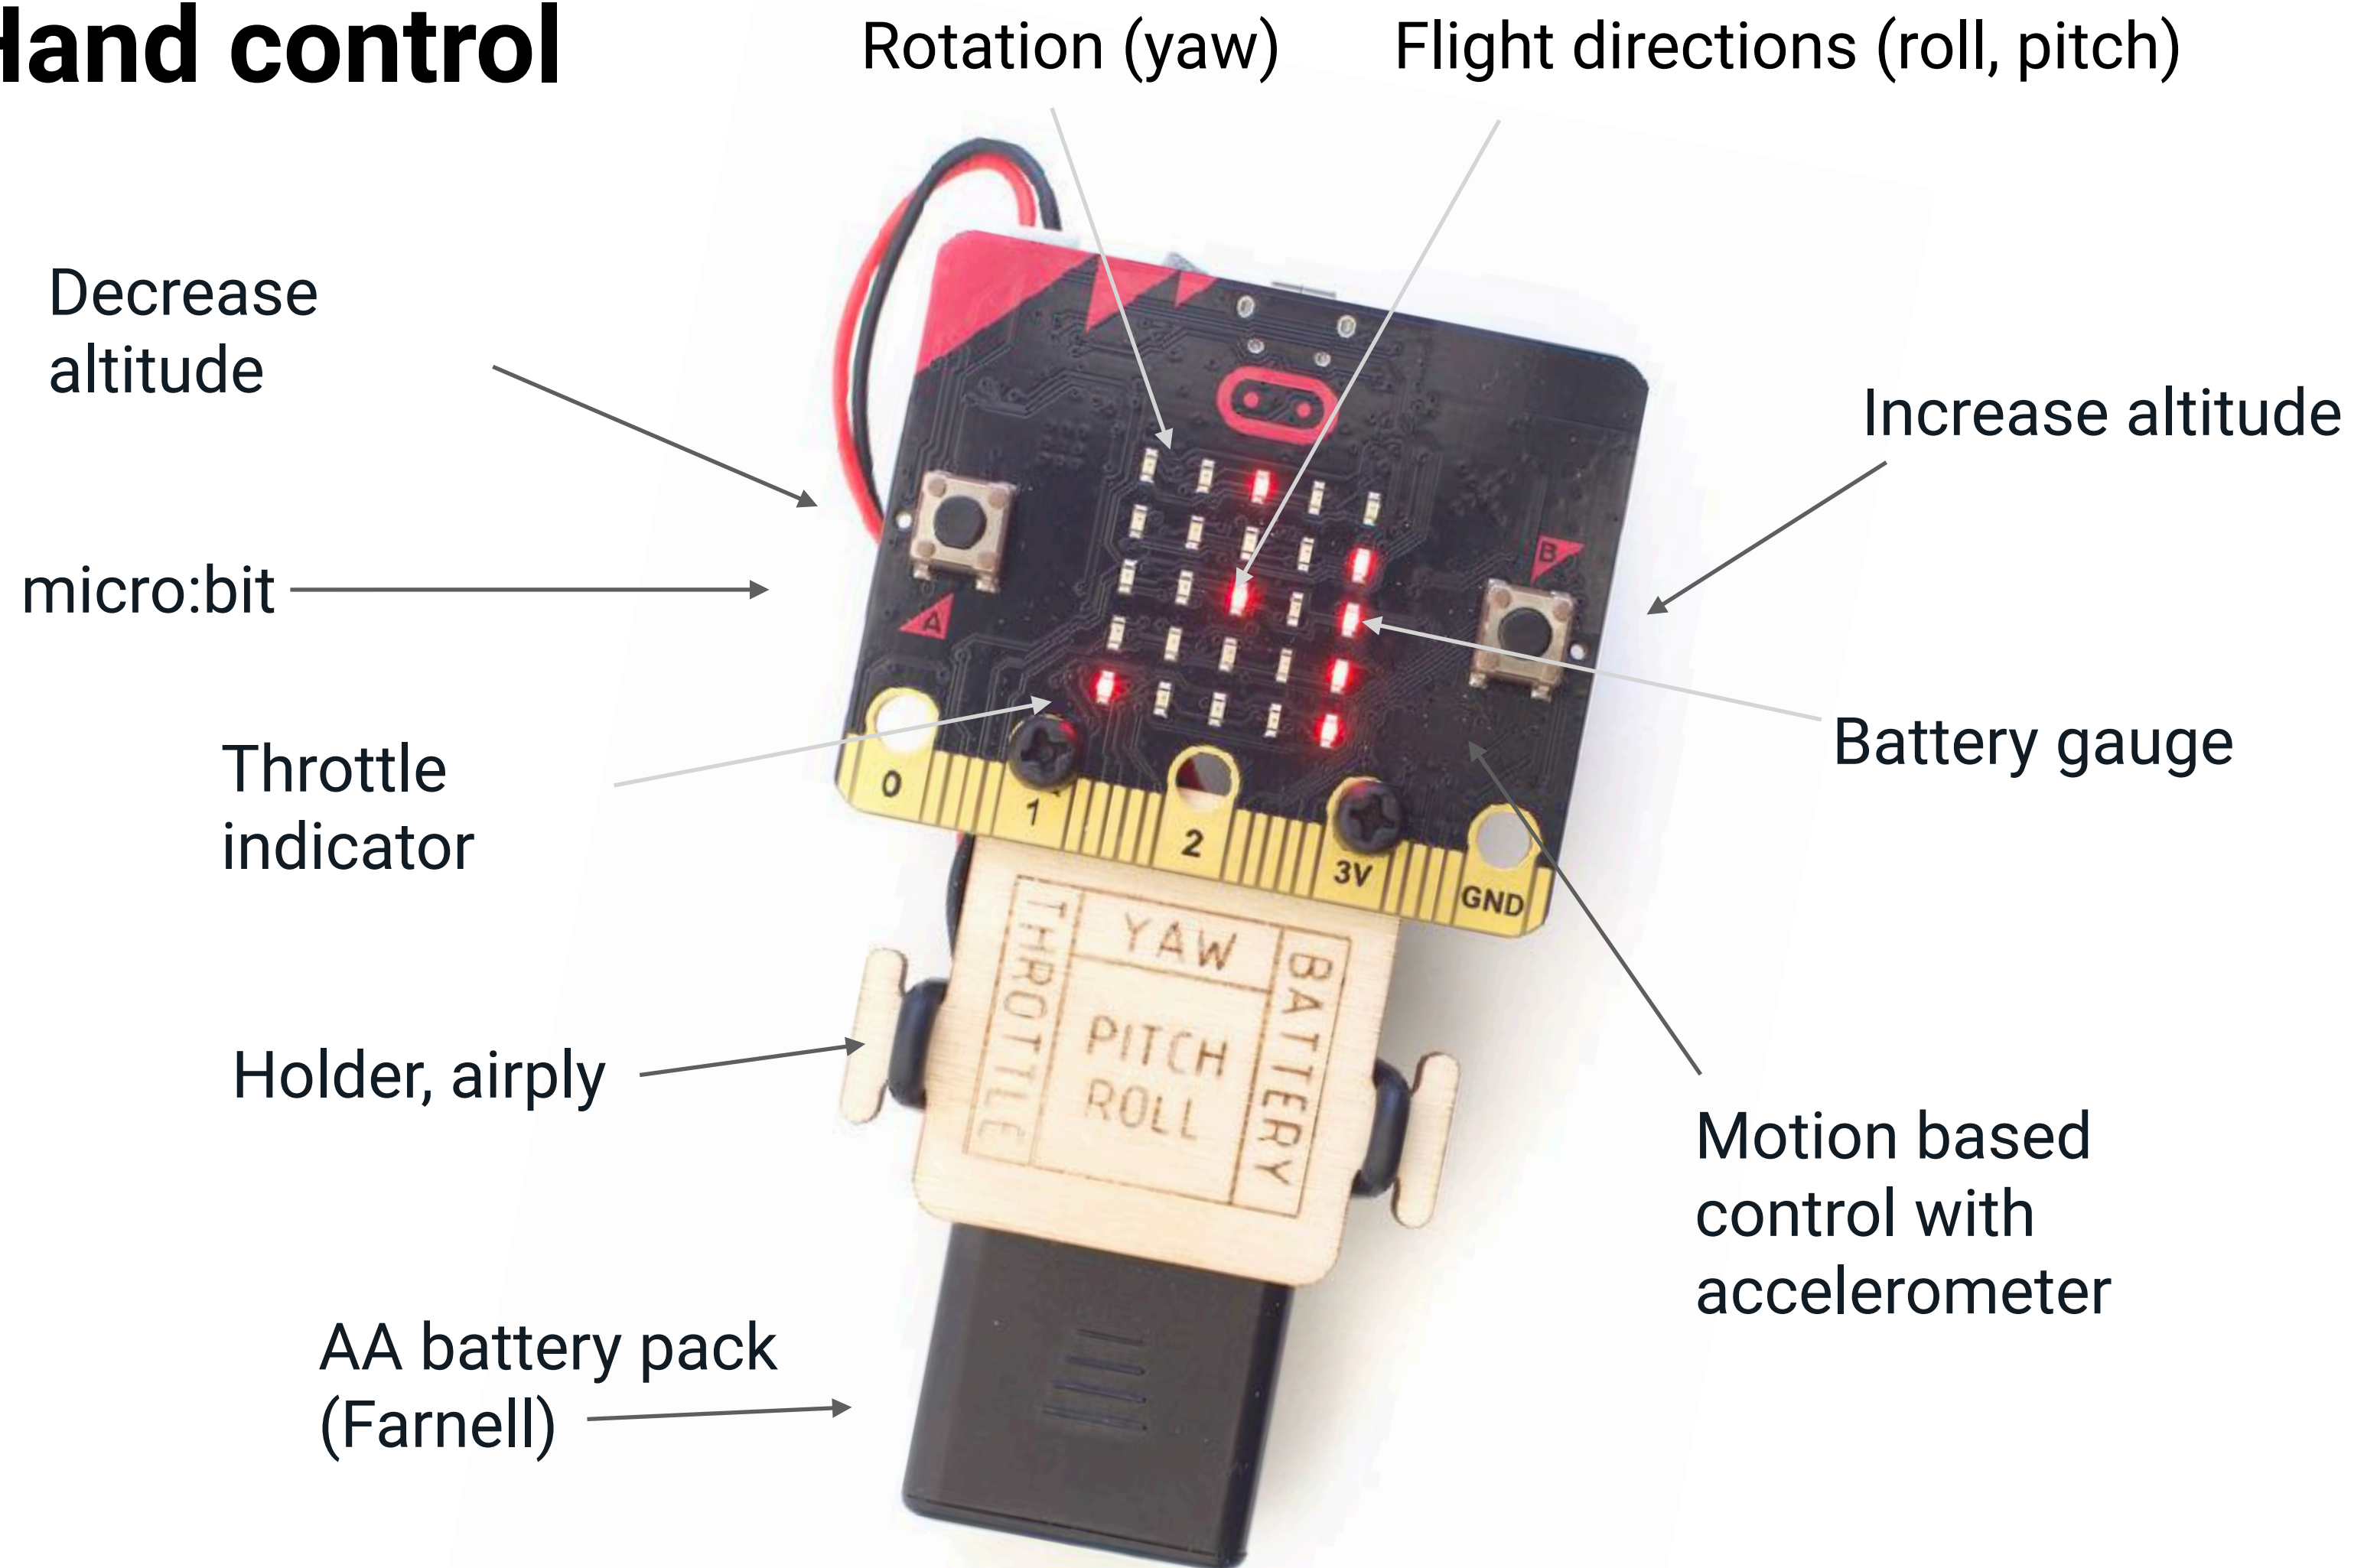 Hand control
Rotation (yaw)
Flight directions (roll, pitch)
Decrease
altitude
Increase altitude
micro:bit
B
A
Throttle
indicator
Battery gauge
0
1
2
3V
GND
YAW
THROTTLE
BATTERY
PITCH
ROLL
Holder, airply
Motion based
control with
accelerometer
AA battery pack
(Farnell)